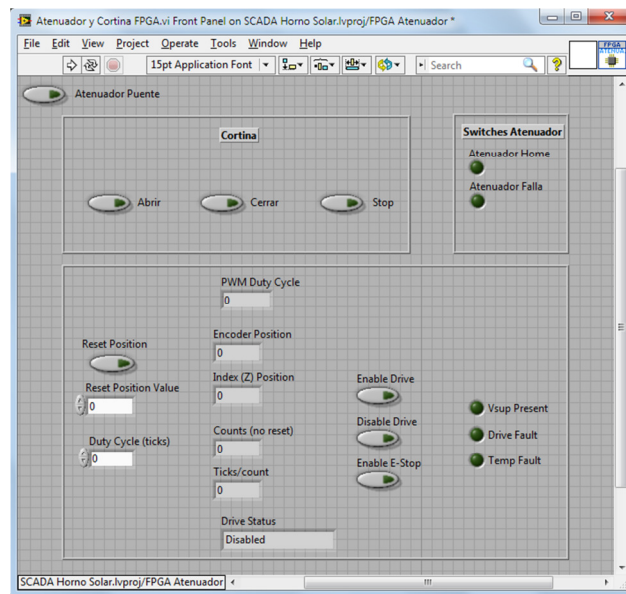 Atenuador y Cortina FPGA.vi Front Panel on SCADA Horno Solar.lvproj/FPGA Atenuador *
File Edit View Project Operate Tools Window Help
15pt Application Font
Search
FPGA
Atenuador Puente
Cortina
Abrir
Cerrar
Stop
Switches Atenuador
Atenuador Home
Atenuador Falla
PWM Duty Cycle
0
Encoder Position
0
Reset Position
Index (Z) Position
0
Reset Position Value
0
Enable Drive
Disable Drive
Enable E-Stop
Vsup Present
Drive Fault
Temp Fault
Counts (no reset)
0
Duty Cycle (ticks)
0
Ticks/count
0
Drive Status
Disabled
SCADA Horno Solar.lvproj/FPGA Atenuador